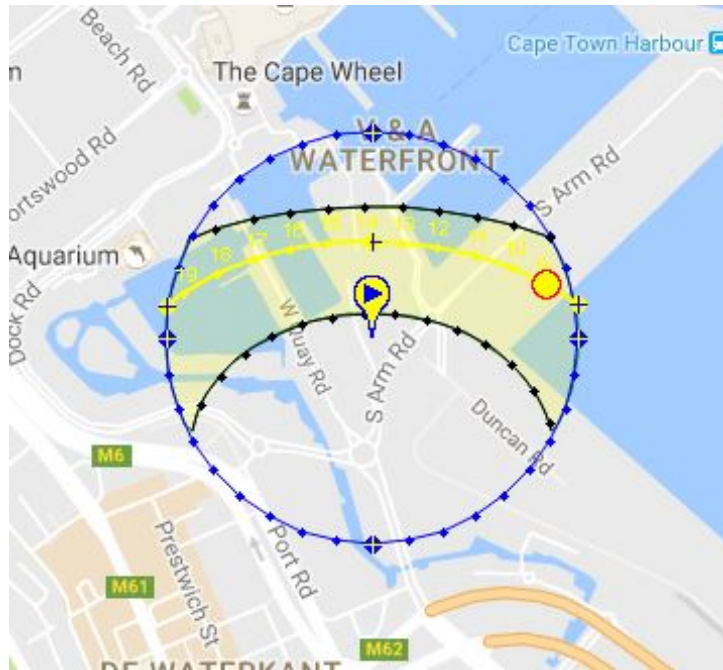 Beach Rd
Cape Town Harbour
m
The Cape Wheel
V & A
WATERFRONT
S Arm Rd
ortswood Rd
Aquarium
19
18
17
16
15
14
13
12
11
10
Dock Rd
W Quay Rd
S Arm Rd
Duncan Rd
M6
Port Rd
Prestwich St
M61
M62
DE WATERKANT